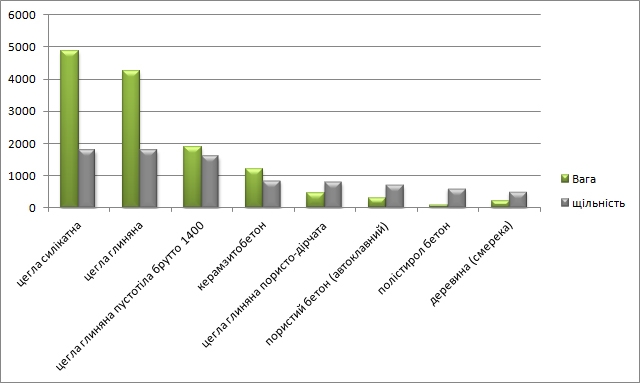 6000
5000
4000
3000
2000
1000
0
цегла силікатна
цегла глиняна
цегла глиняна пустотіла брутто 1400
керамзитобетон
цегла глиняна пористо-дірчата
пористий бетон (автоклавний)
полістирол бетон
деревина (смерека)
Вага
щільність